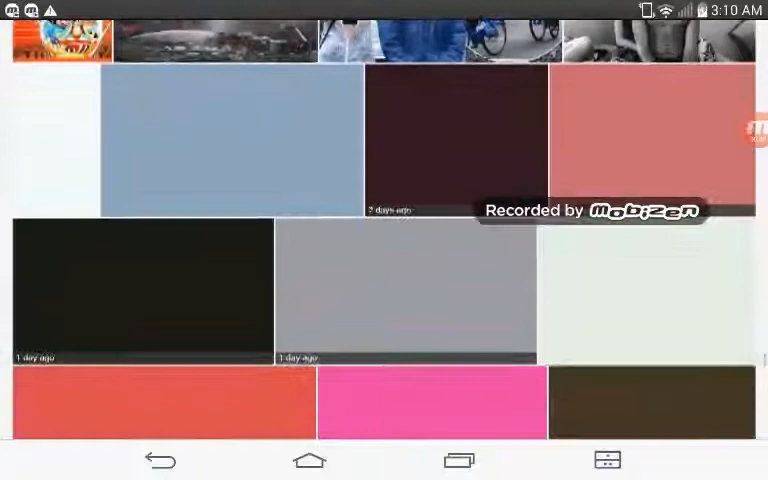 3:10 AM
2 days ago
Recorded by mobizen
1 day ago
1 day ago